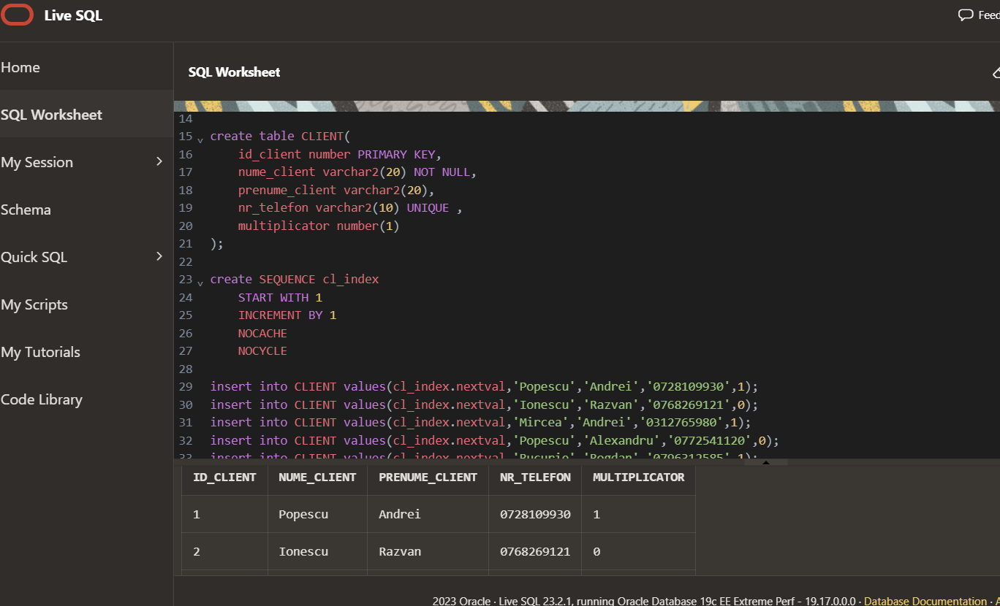 Live SQL
Feed
Home
SQL Worksheet
My Session
Schema
Quick SQL
My Scripts
My Tutorials
Code Library
SQL Worksheet
14
15 create table CLIENT(
16     id_client number PRIMARY KEY,
17     nume_client varchar2(20) NOT NULL,
18     prenume_client varchar2(20),
19     nr_telefon varchar2(10) UNIQUE ,
20     multiplicator number(1)
21 );
22
23 create SEQUENCE cl_index
24     START WITH 1
25     INCREMENT BY 1
26     NOCACHE
27     NOCYCLE
28
29 insert into CLIENT values(cl_index.nextval,'Popescu','Andrei','0728109930',1);
30 insert into CLIENT values(cl_index.nextval,'Ionescu','Razvan','0768269121',0);
31 insert into CLIENT values(cl_index.nextval,'Mircea','Andrei','0312765980',1);
32 insert into CLIENT values(cl_index.nextval,'Popescu','Alexandru','0772541120',0);
33 insert into CLIENT values(cl_index.nextval,'Bucurie','Bogdan','0796312585',1);
ID_CLIENT NUME_CLIENT PRENUME_CLIENT NR_TELEFON MULTIPLICATOR
1 Popescu Andrei 0728109930 1
2 Ionescu Razvan 0768269121 0
2023 Oracle · Live SQL 23.2.1, running Oracle Database 19c EE Extreme Perf - 19.17.0.0.0 · Database Documentation ·